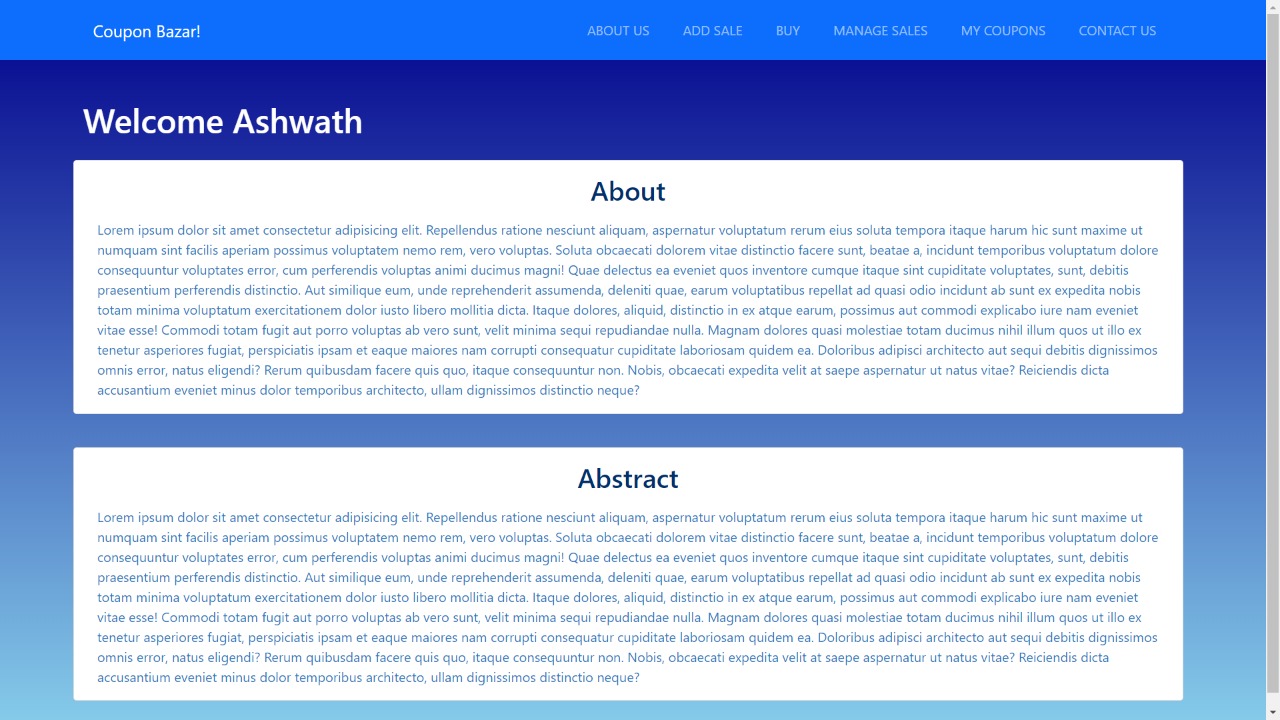 Coupon Bazar!
ABOUT US ADD SALE BUY MANAGE SALES MY COUPONS CONTACT US
Welcome Ashwath
About
Lorem ipsum dolor sit amet consectetur adipisicing elit. Repellendus ratione nesciunt aliquam, aspernatur voluptatum rerum eius soluta tempora itaque harum hic sunt maxime ut
numquam sint facilis aperiam possimus voluptatem nemo rem, vero voluptas. Soluta obcaecati dolorem vitae distinctio facere sunt, beatae a, incidunt temporibus voluptatum dolore
consequuntur voluptates error, cum perferendis voluptas animi ducimus magni! Quae delectus ea eveniet quos inventore cumque itaque sint cupiditate voluptates, sunt, debitis
praesentium perferendis distinctio. Aut similique eum, unde reprehenderit assumenda, deleniti quae, earum voluptatibus repellat ad quasi odio incidunt ab sunt ex expedita nobis
totam minima voluptatum exercitationem dolor iusto libero mollitia dicta. Itaque dolores, aliquid, distinctio in ex atque earum, possimus aut commodi explicabo iure nam eveniet
vitae esse! Commodi totam fugit aut porro voluptas ab vero sunt, velit minima sequi repudiandae nulla. Magnam dolores quasi molestiae totam ducimus nihil illum quos ut illo ex
tenetur asperiores fugiat, perspiciatis ipsam et eaque maiores nam corrupti consequatur cupiditate laboriosam quidem ea. Doloribus adipisci architecto aut sequi debitis dignissimos
omnis error, natus eligendi? Rerum quibusdam facere quis quo, itaque consequuntur non. Nobis, obcaecati expedita velit at saepe aspernatur ut natus vitae? Reiciendis dicta
accusantium eveniet minus dolor temporibus architecto, ullam dignissimos distinctio neque?
Abstract
Lorem ipsum dolor sit amet consectetur adipisicing elit. Repellendus ratione nesciunt aliquam, aspernatur voluptatum rerum eius soluta tempora itaque harum hic sunt maxime ut
numquam sint facilis aperiam possimus voluptatem nemo rem, vero voluptas. Soluta obcaecati dolorem vitae distinctio facere sunt, beatae a, incidunt temporibus voluptatum dolore
consequuntur voluptates error, cum perferendis voluptas animi ducimus magni! Quae delectus ea eveniet quos inventore cumque itaque sint cupiditate voluptates, sunt, debitis
praesentium perferendis distinctio. Aut similique eum, unde reprehenderit assumenda, deleniti quae, earum voluptatibus repellat ad quasi odio incidunt ab sunt ex expedita nobis
totam minima voluptatum exercitationem dolor iusto libero mollitia dicta. Itaque dolores, aliquid, distinctio in ex atque earum, possimus aut commodi explicabo iure nam eveniet
vitae esse! Commodi totam fugit aut porro voluptas ab vero sunt, velit minima sequi repudiandae nulla. Magnam dolores quasi molestiae totam ducimus nihil illum quos ut illo ex
tenetur asperiores fugiat, perspiciatis ipsam et eaque maiores nam corrupti consequatur cupiditate laboriosam quidem ea. Doloribus adipisci architecto aut sequi debitis dignissimos
omnis error, natus eligendi? Rerum quibusdam facere quis quo, itaque consequuntur non. Nobis, obcaecati expedita velit at saepe aspernatur ut natus vitae? Reiciendis dicta
accusantium eveniet minus dolor temporibus architecto, ullam dignissimos distinctio neque?